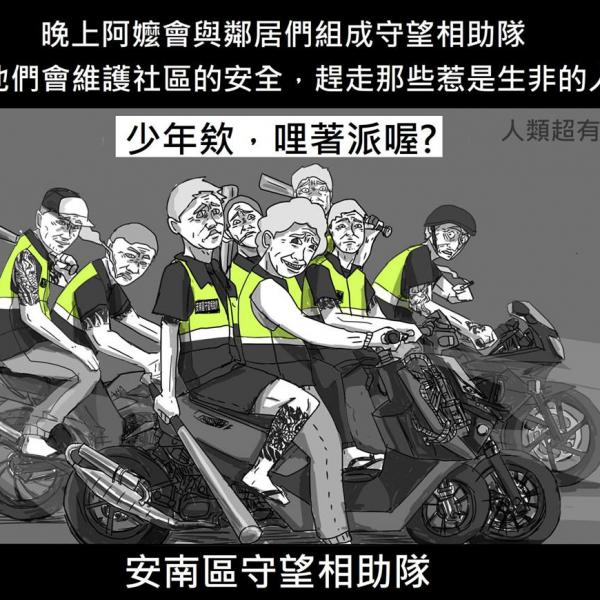 晚上阿嬤會與鄰居們組成守望相助隊
他們會維護社區的安全，趕走那些惹是生非的人
人類超有
少年欸，哩著派喔?
安南區守望相助隊